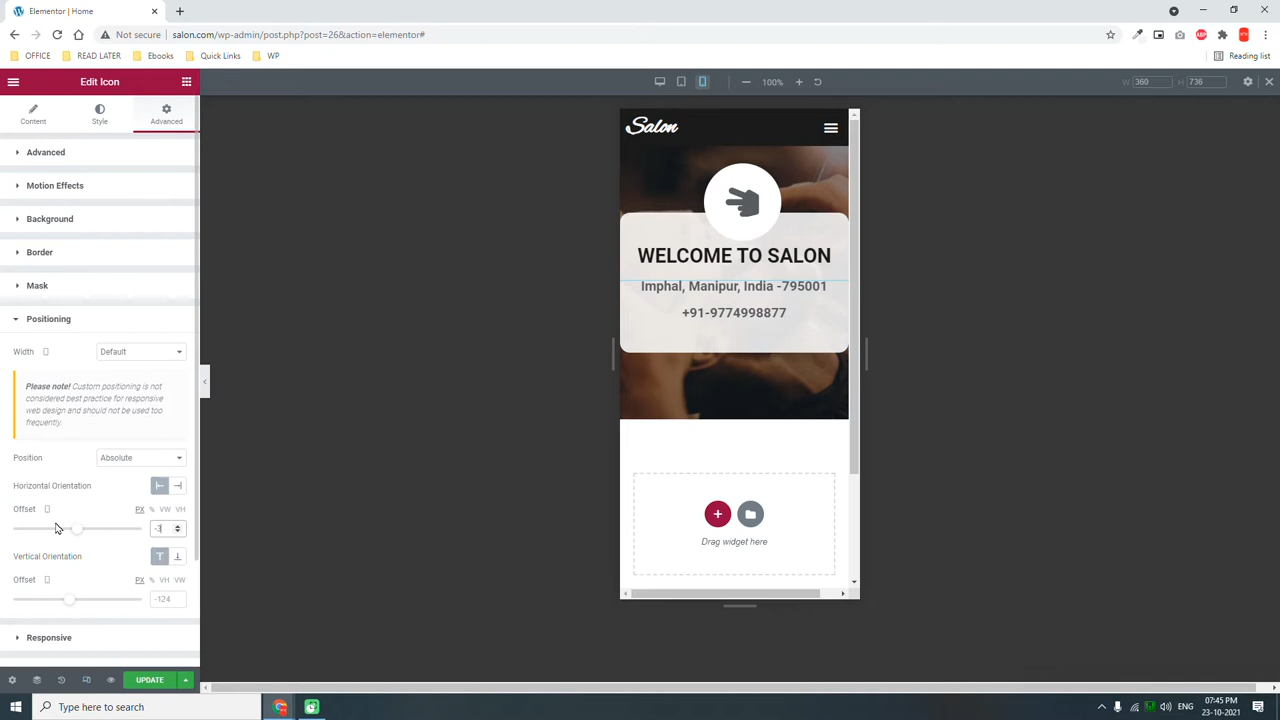 Elementor | Home
Not secure
salon.com/wp-admin/post.php?post=26&action=elementor#
OFFICE
READ LATER
Ebooks
Quick Links
WP
Reading list
Edit Icon
100%
W
360
H
736
Content
Style
Advanced
Advanced
Motion Effects
Background
Border
Mask
Positioning
Width
Default
Please note! Custom positioning is not
considered best practice for responsive
web design and should not be used too
frequently.
Position
Absolute
Horizontal Orientation
Offset
PX
%
VW
VH
-3
Vertical Orientation
Offset
PX
%
VH
VW
-124
Responsive
UPDATE
Salon
WELCOME TO SALON
Imphal, Manipur, India -795001
+91-9774998877
Drag widget here
Type here to search
ENG
07:45 PM
23-10-2021